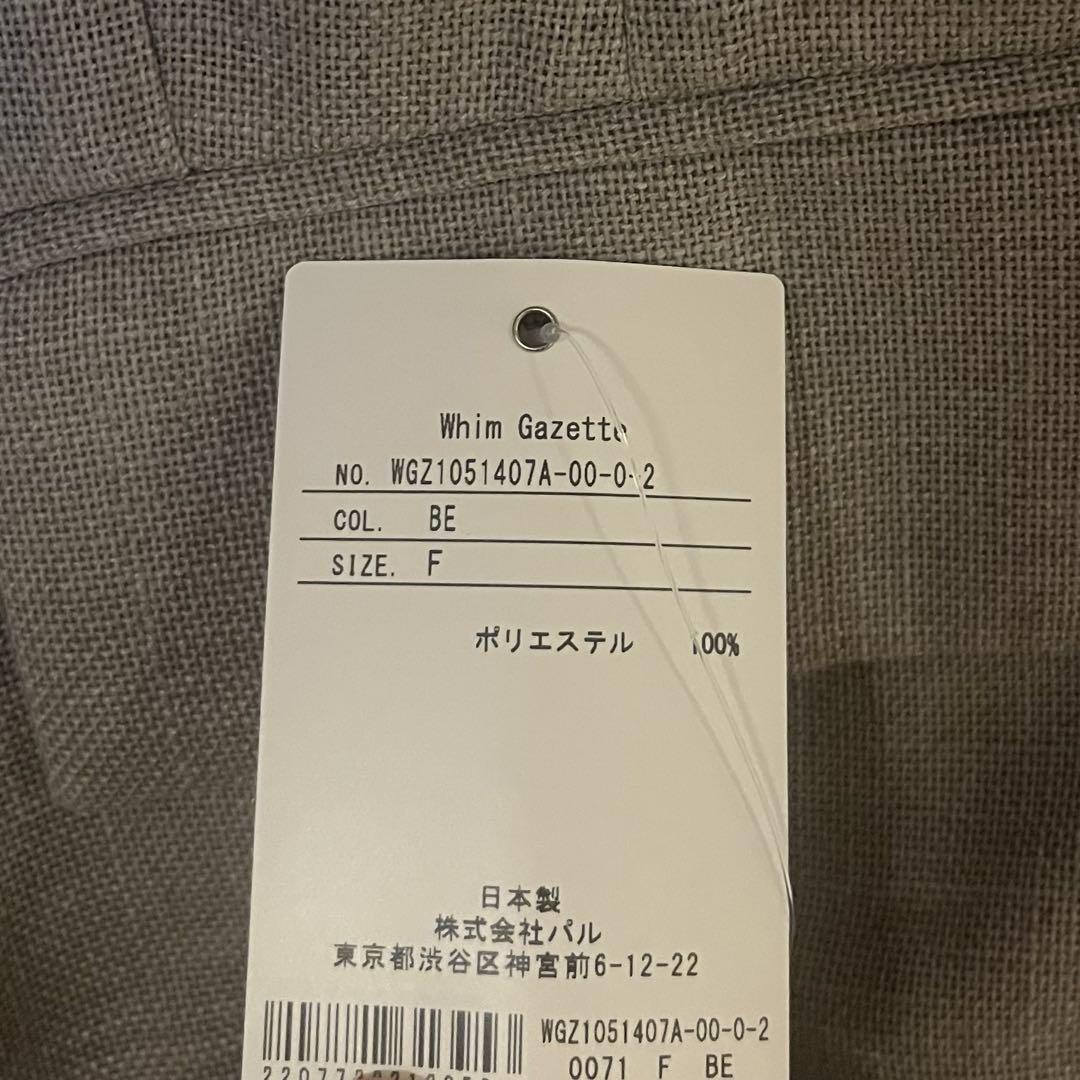 Whim Gazette
NO. WGZ1051407A-00-0-2
COL. BE
SIZE. F
ポリエステル 100%
日本製
株式会社パル
東京都渋谷区神宮前6-12-22
WGZ1051407A-00-0-2
0071 F BE